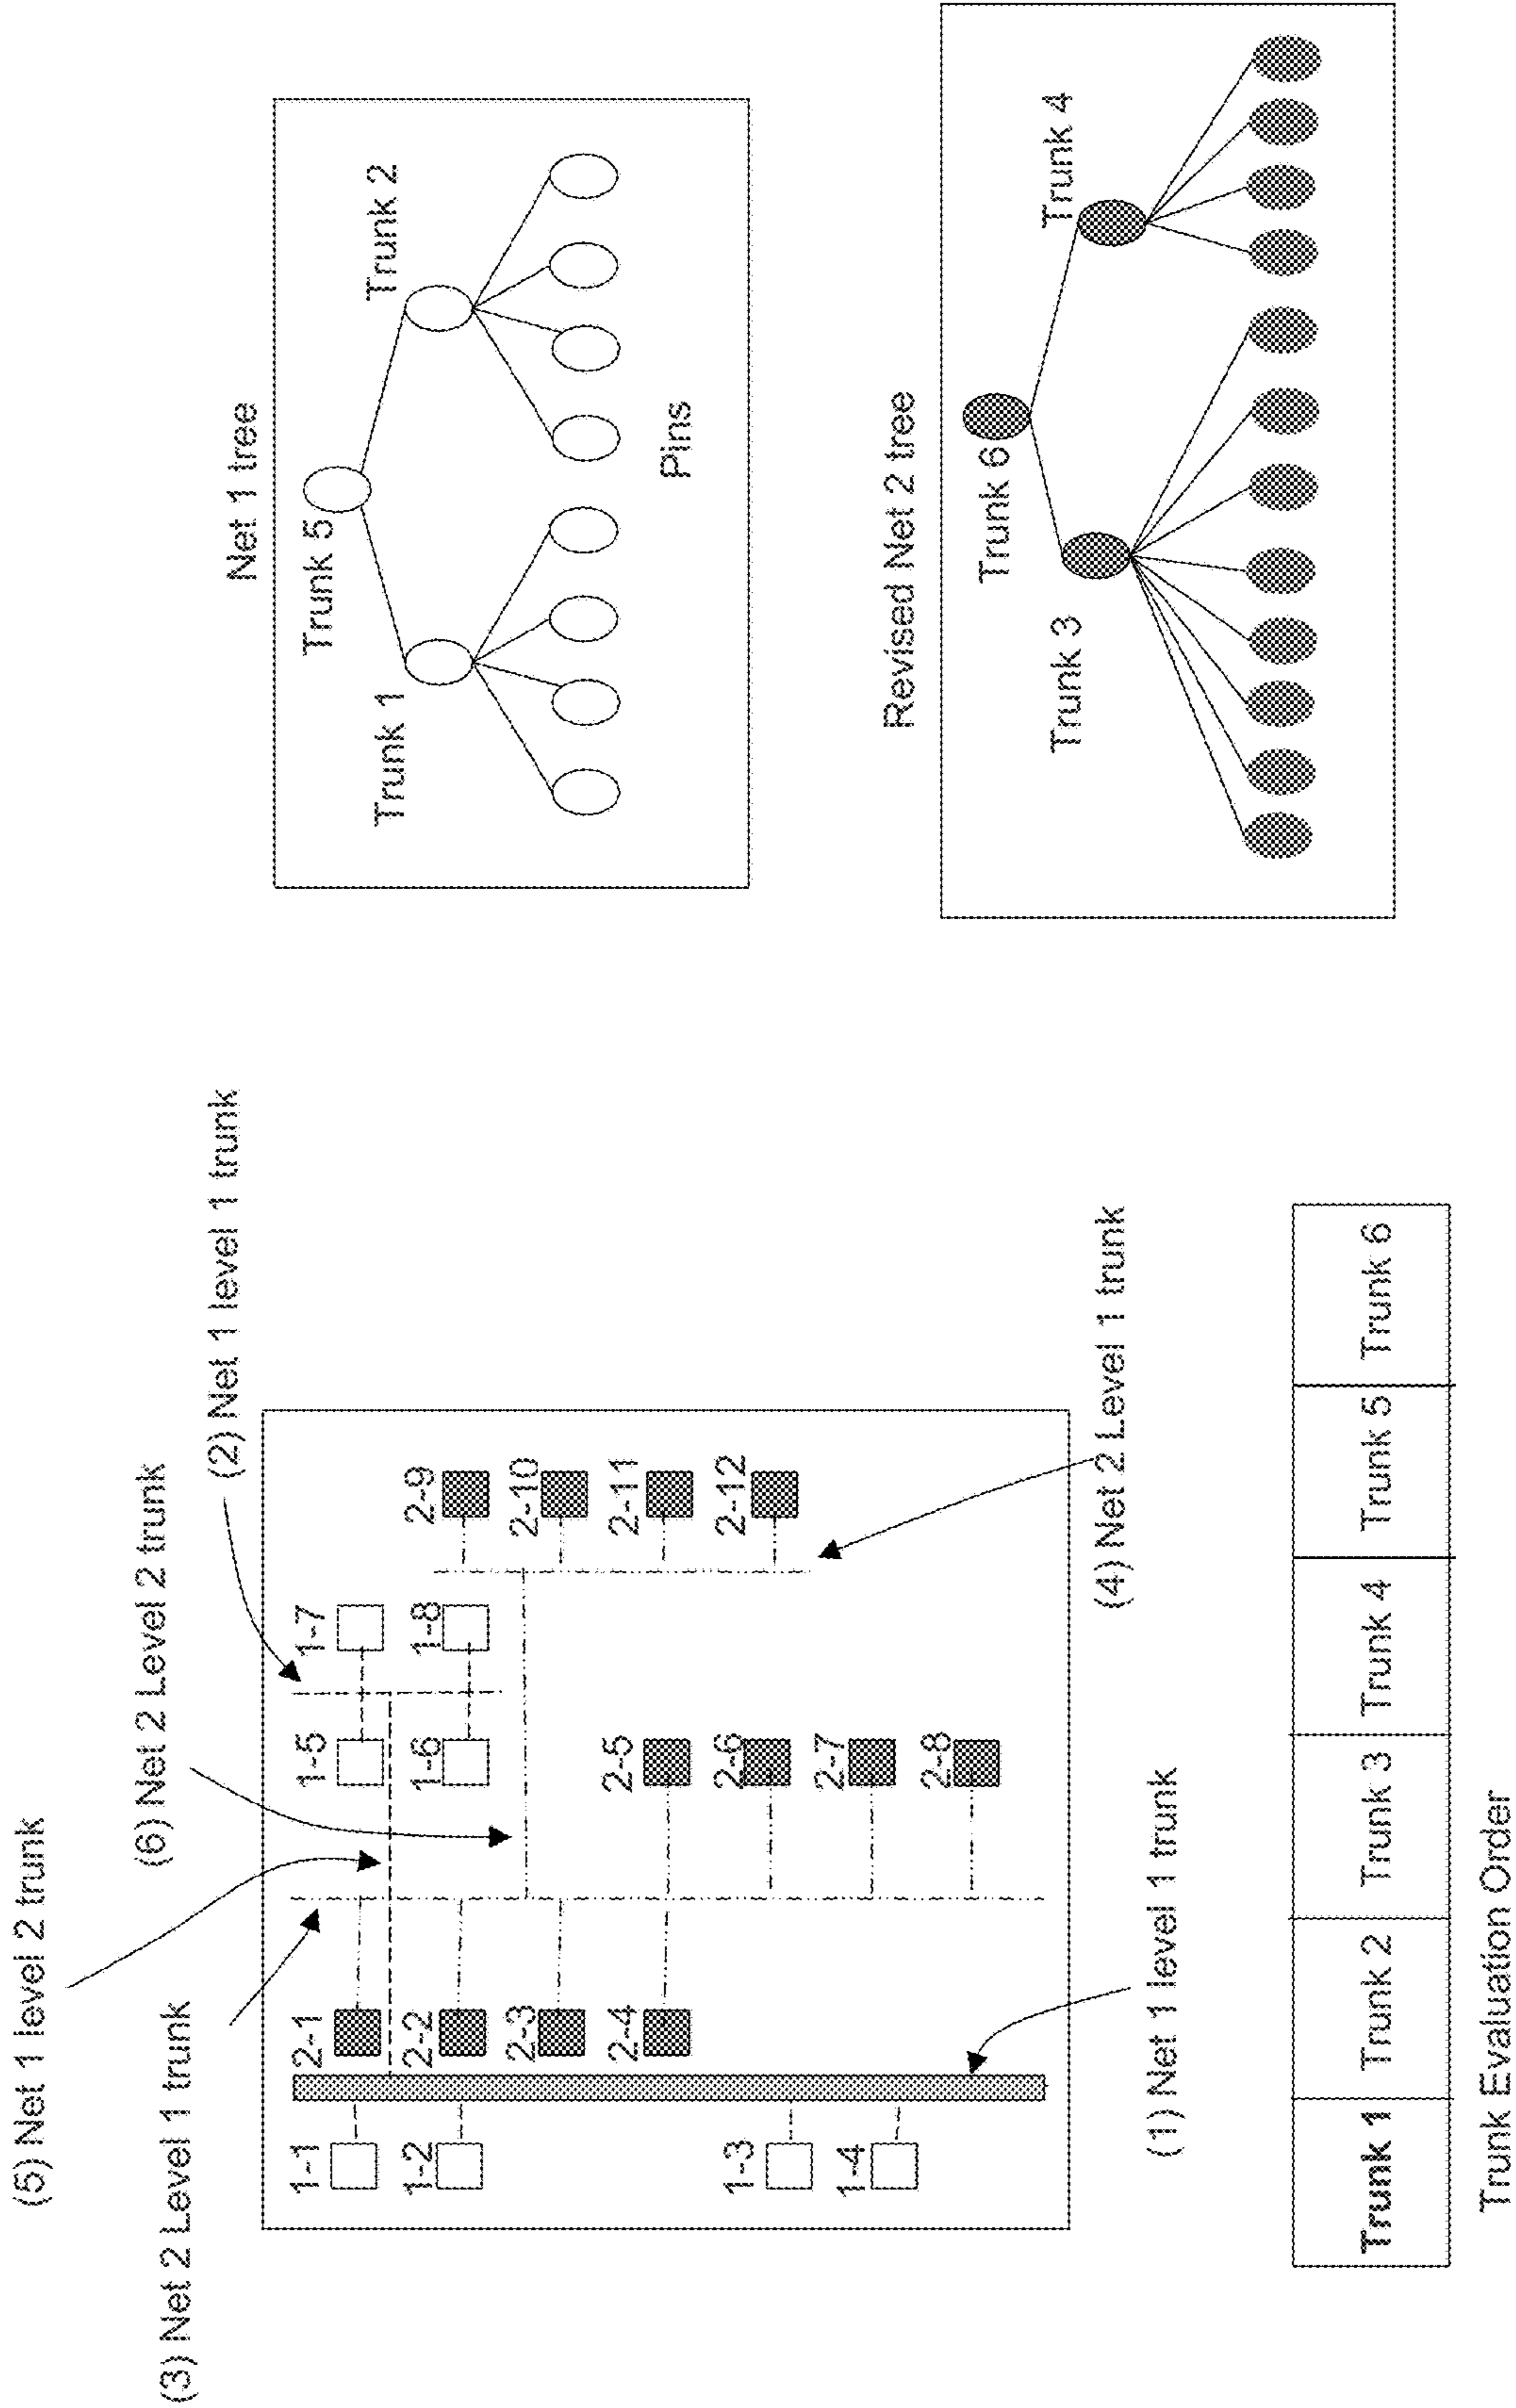 (5) Net 1 level 2 trunk
(6) Net 2 Level 2 trunk
(3) Net 2 Level 1 trunk
(2) Net 1 level 1 trunk
1-1
2-1
1-5
1-7
1-2
2-2
1-6
1-8
2-9
2-3
2-10
2-4
2-5
2-11
1-3
2-6
2-12
1-4
2-7
2-8
(1) Net 1 level 1 trunk
(4) Net 2 Level 1 trunk
Trunk 1
Trunk 2
Trunk 3
Trunk 4
Trunk 5
Trunk 6
Trunk Evaluation Order
Net 1 tree
Trunk 5
Trunk 1
Trunk 2
Pins
Revised Net 2 tree
Trunk 6
Trunk 3
Trunk 4